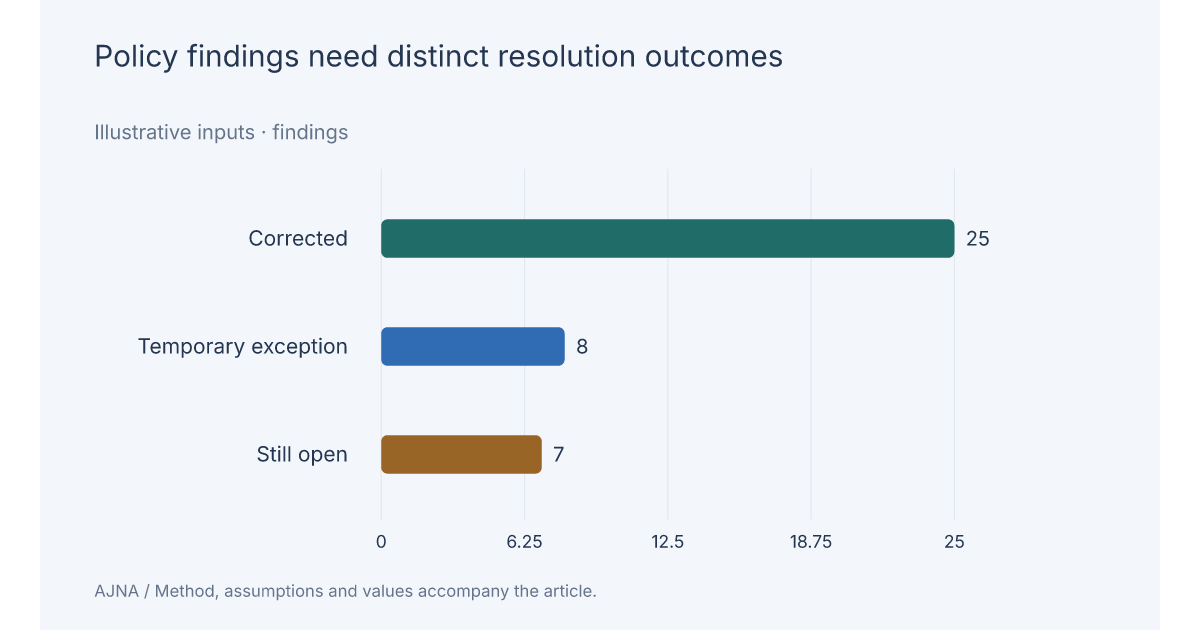 Policy findings need distinct resolution outcomes
Illustrative inputs · findings
Corrected 25
Temporary exception 8
Still open 7
0 6.25 12.5 18.75 25
AJNA / Method, assumptions and values accompany the article.